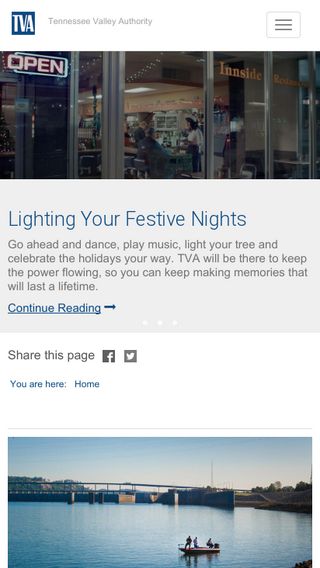 TVA
Tennessee Valley Authority
OPEN
Innside
Restaurant
Lighting Your Festive Nights
Go ahead and dance, play music, light your tree and
celebrate the holidays your way. TVA will be there to keep
the power flowing, so you can keep making memories that
will last a lifetime.
Continue Reading
Share this page
You are here: Home